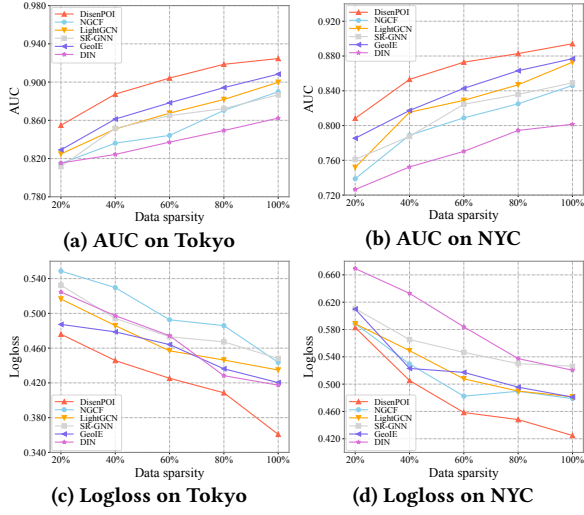 0.980
0.940
0.900
0.860
0.820
0.780
AUC
DisenPOI
NGCF
LightGCN
SR-GNN
GeoIE
DIN
20% 40% 60% 80% 100%
Data sparsity
(a) AUC on Tokyo
0.920
0.880
0.840
0.800
0.760
0.720
AUC
DisenPOI
NGCF
LightGCN
SR-GNN
GeoIE
DIN
20% 40% 60% 80% 100%
Data sparsity
(b) AUC on NYC
0.540
0.500
0.460
0.420
0.380
0.340
Logloss
DisenPOI
NGCF
LightGCN
SR-GNN
GeoIE
DIN
20% 40% 60% 80% 100%
Data sparsity
(c) Logloss on Tokyo
0.660
0.620
0.580
0.540
0.500
0.460
0.420
Logloss
DisenPOI
NGCF
LightGCN
SR-GNN
GeoIE
DIN
20% 40% 60% 80% 100%
Data sparsity
(d) Logloss on NYC